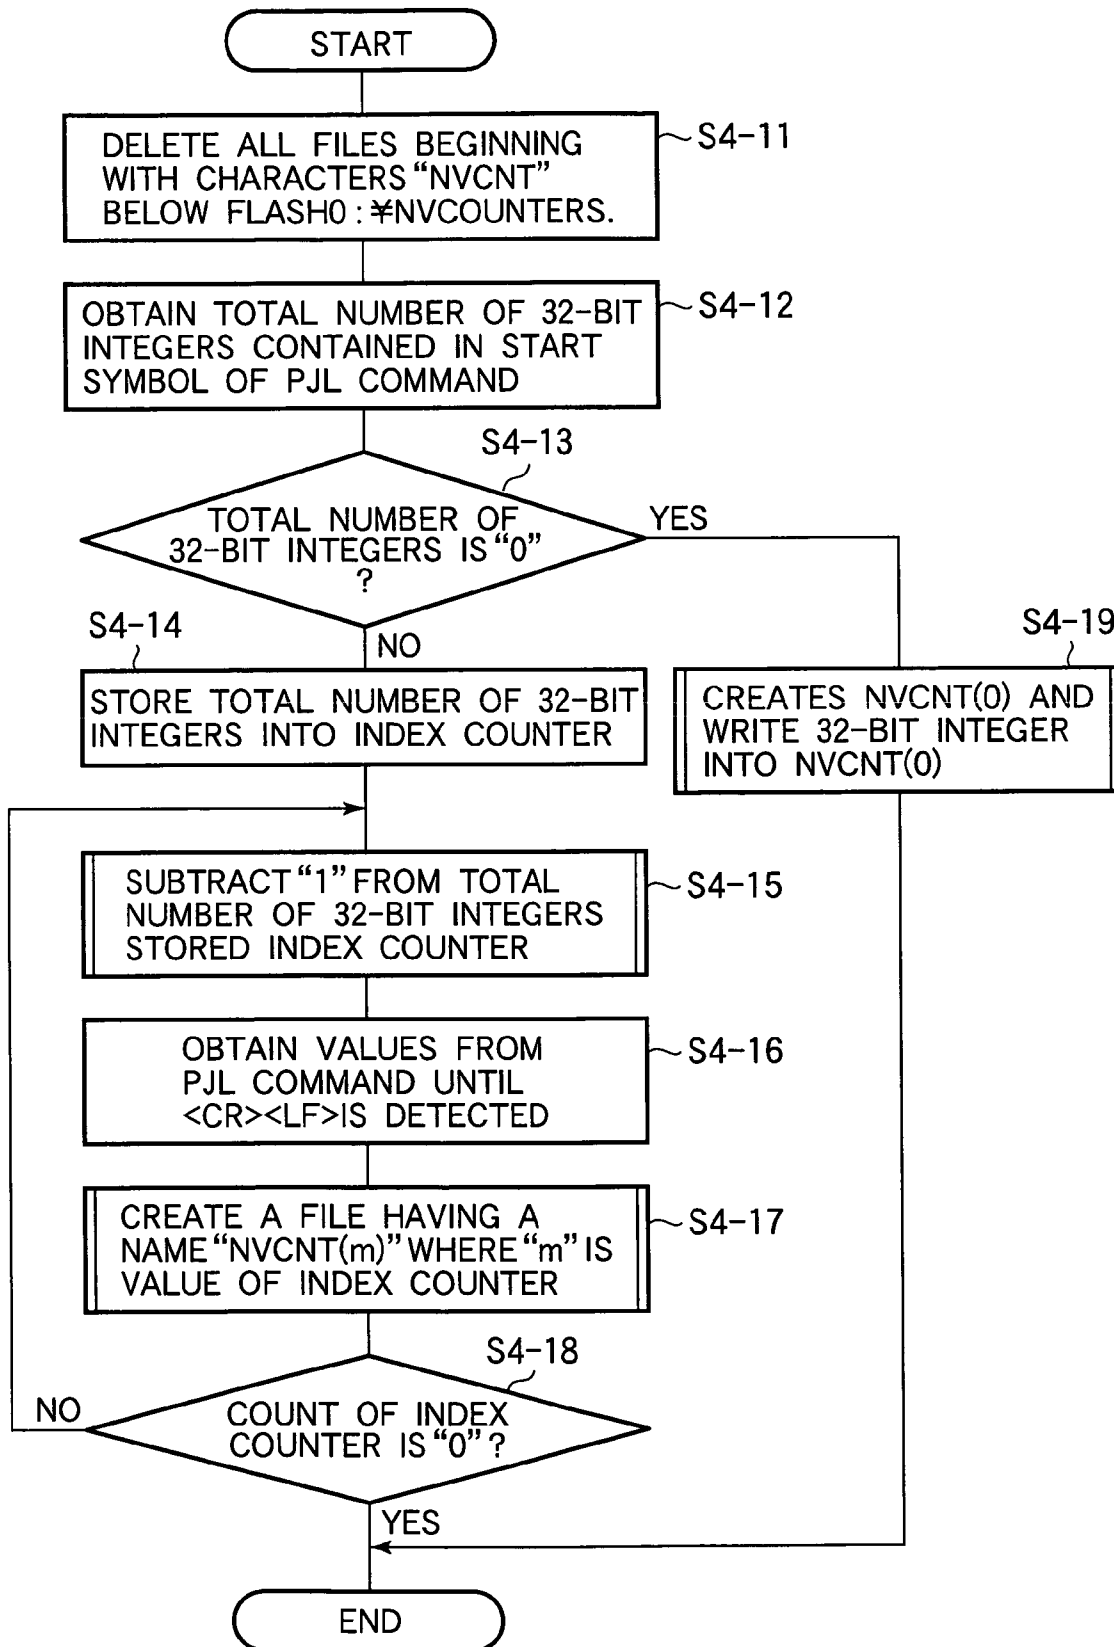 START
DELETE ALL FILES BEGINNING
WITH CHARACTERS “NVCNT”
BELOW FLASH0 : ¥NVCOUNTERS.
S4-11
OBTAIN TOTAL NUMBER OF 32-BIT
INTEGERS CONTAINED IN START
SYMBOL OF PJL COMMAND
S4-12
S4-13
TOTAL NUMBER OF
32-BIT INTEGERS IS “0”
?
YES
NO
S4-14
STORE TOTAL NUMBER OF 32-BIT
INTEGERS INTO INDEX COUNTER
S4-19
CREATES NVCNT(0) AND
WRITE 32-BIT INTEGER
INTO NVCNT(0)
SUBTRACT “1” FROM TOTAL
NUMBER OF 32-BIT INTEGERS
STORED INDEX COUNTER
S4-15
OBTAIN VALUES FROM
PJL COMMAND UNTIL
<CR><LF>IS DETECTED
S4-16
CREATE A FILE HAVING A
NAME “NVCNT(m)” WHERE “m” IS
VALUE OF INDEX COUNTER
S4-17
S4-18
COUNT OF INDEX
COUNTER IS “0” ?
NO
YES
END